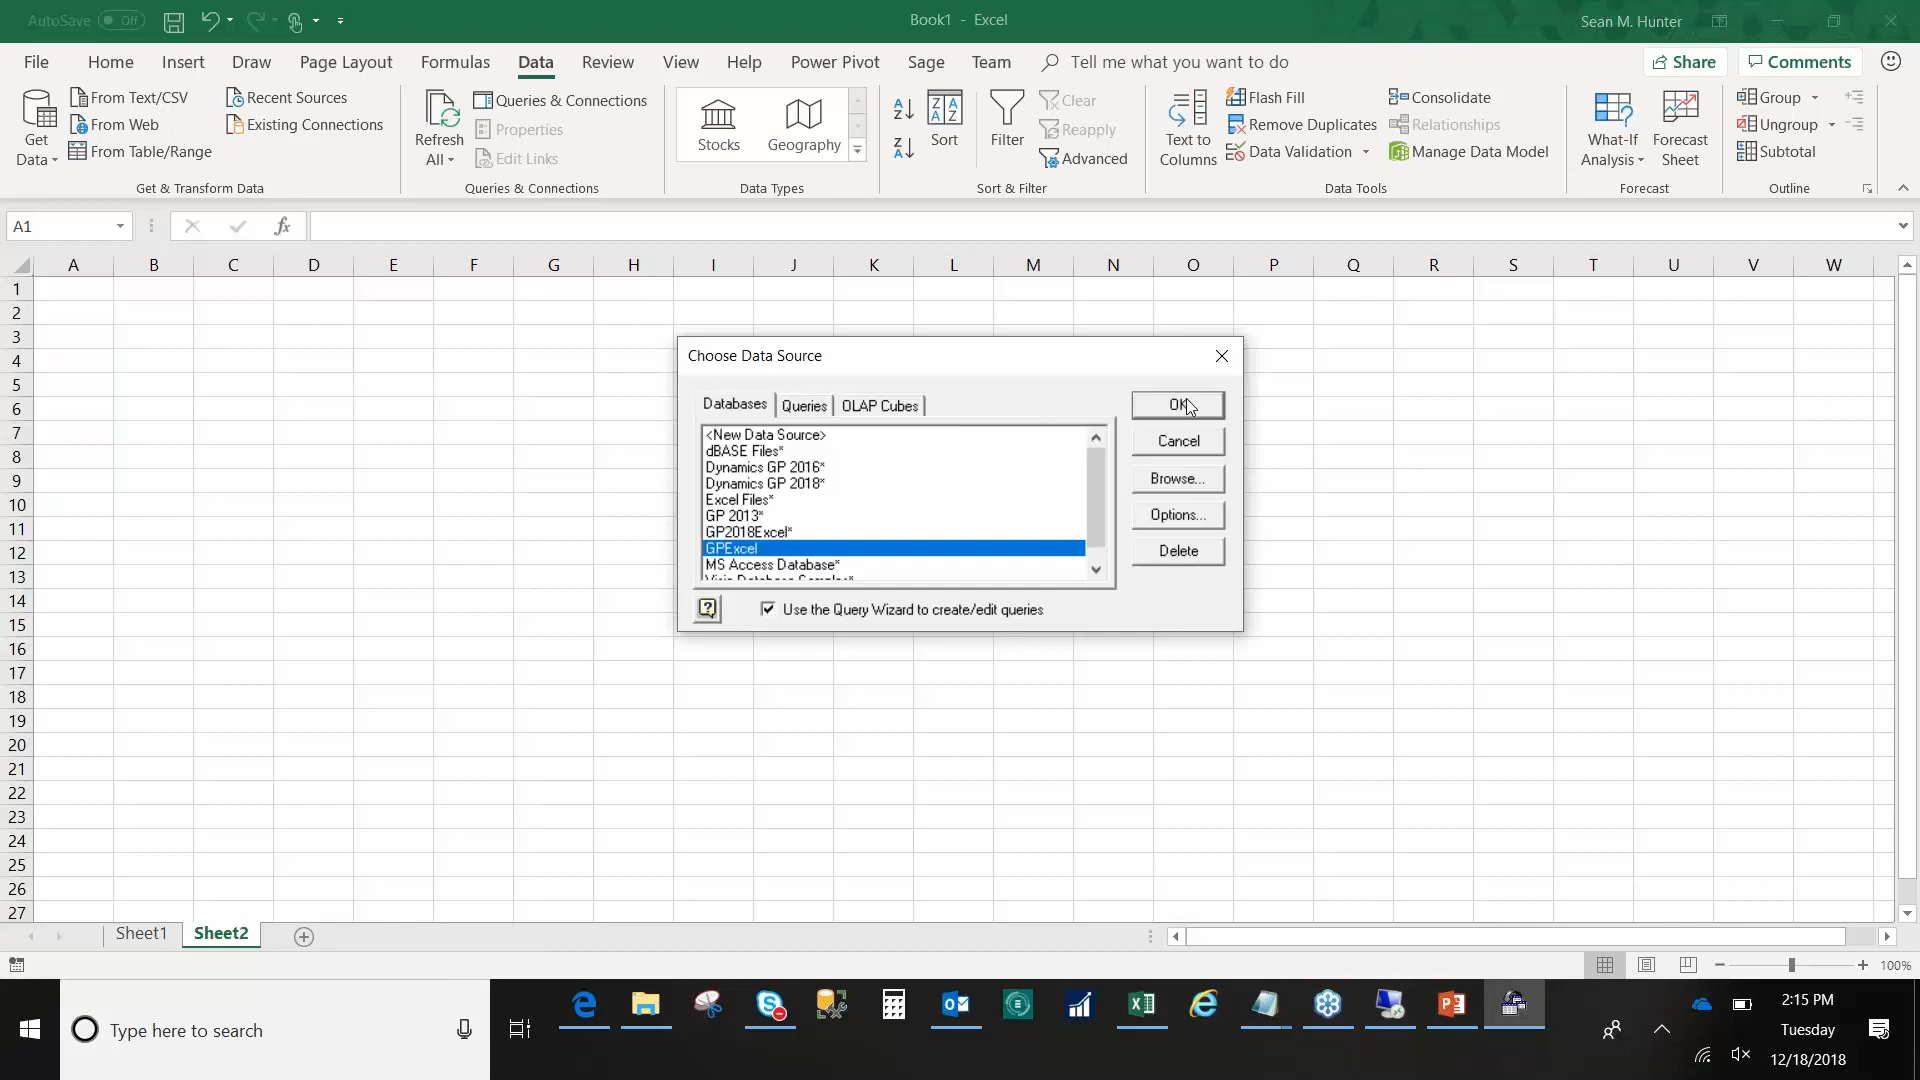 AutoSave Off
Book1 - Excel
Sean M. Hunter
File Home Insert Draw Page Layout Formulas Data Review View Help Power Pivot Sage Team Tell me what you want to do Share Comments
Get Data
From Text/CSV
From Web
From Table/Range
Recent Sources
Existing Connections
Get & Transform Data
Refresh All
Queries & Connections
Properties
Edit Links
Queries & Connections
Stocks
Geography
Data Types
Sort
Filter
Clear
Reapply
Advanced
Sort & Filter
Text to Columns
Flash Fill
Remove Duplicates
Data Validation
Consolidate
Relationships
Manage Data Model
Data Tools
What-If Analysis
Forecast Sheet
Forecast
Group
Ungroup
Subtotal
Outline
A1
fx
A B C D E F G H I J K L M N O P Q R S T U V W
1
2
3
4
5
6
7
8
9
10
11
12
13
14
15
16
17
18
19
20
21
22
23
24
25
26
27
Choose Data Source
Databases Queries OLAP Cubes
<New Data Source>
dBASE Files*
Dynamics GP 2016*
Dynamics GP 2018*
Excel Files*
GP 2013*
GP2018Excel*
GPExcel
MS Access Database*
OK
Cancel
Browse...
Options...
Delete
Use the Query Wizard to create/edit queries
Sheet1 Sheet2
100%
Type here to search
2:15 PM
Tuesday
12/18/2018